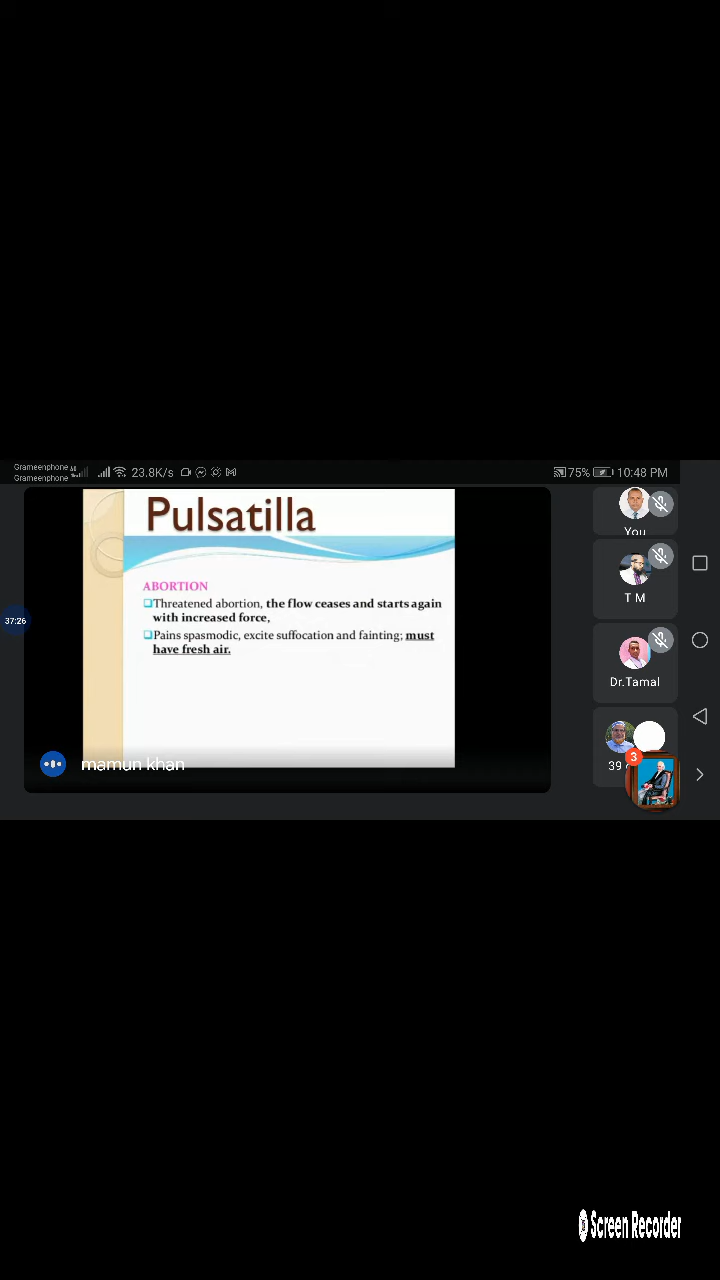 Grameenphone
Grameenphone
23.8K/s
75%
10:48 PM
Pulsatilla
ABORTION
Threatened abortion, the flow ceases and starts again
with increased force,
Pains spasmodic, excite suffocation and fainting; must
have fresh air.
mamun khan
37:26
You
T M
Dr.Tamal
39
3
Screen Recorder